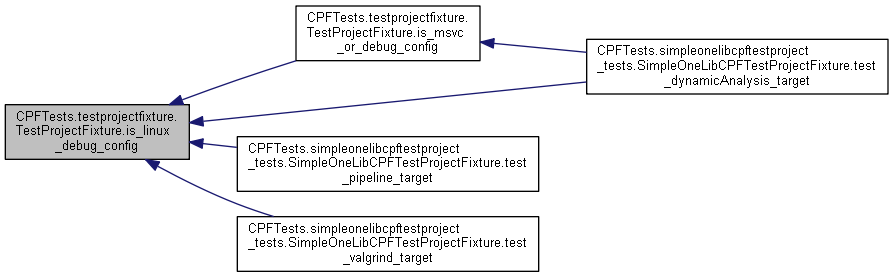 CPFTests.testprojectfixture.
TestProjectFixture.is_msvc
_or_debug_config
CPFTests.simpleonelibcpftestproject
_tests.SimpleOneLibCPFTestProjectFixture.test
_dynamicAnalysis_target
CPFTests.testprojectfixture.
TestProjectFixture.is_linux
_debug_config
CPFTests.simpleonelibcpftestproject
_tests.SimpleOneLibCPFTestProjectFixture.test
_pipeline_target
CPFTests.simpleonelibcpftestproject
_tests.SimpleOneLibCPFTestProjectFixture.test
_valgrind_target